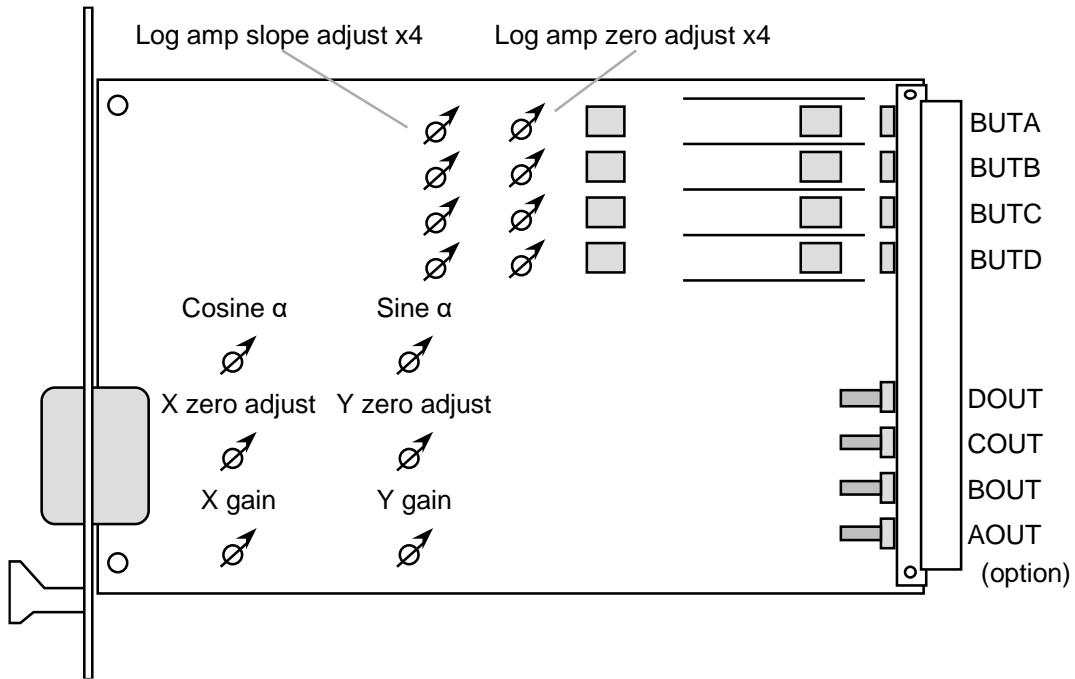 Log amp slope adjust x4
Log amp zero adjust x4
BUTA
BUTB
BUTC
BUTD
Cosine α
Sine α
X zero adjust
Y zero adjust
X gain
Y gain
DOUT
COUT
BOUT
AOUT
(option)